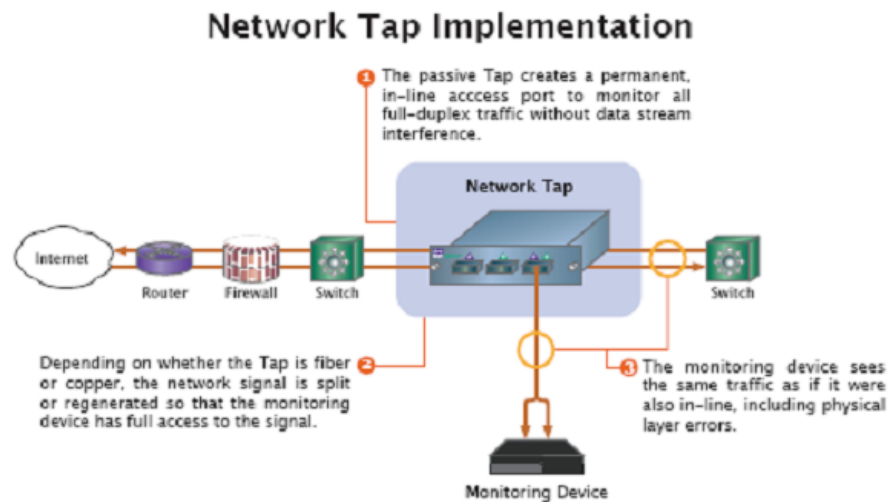 Network Tap Implementation
1 The passive Tap creates a permanent,
in-line acccess port to monitor all
full-duplex traffic without data stream
interference.
Network Tap
Internet
Router
Firewall
Switch
Switch
Depending on whether the Tap is fiber 2
or copper, the network signal is split
or regenerated so that the monitoring
device has full access to the signal.
3 The monitoring device sees
the same traffic as if it were
also in-line, including physical
layer errors.
Monitoring Device